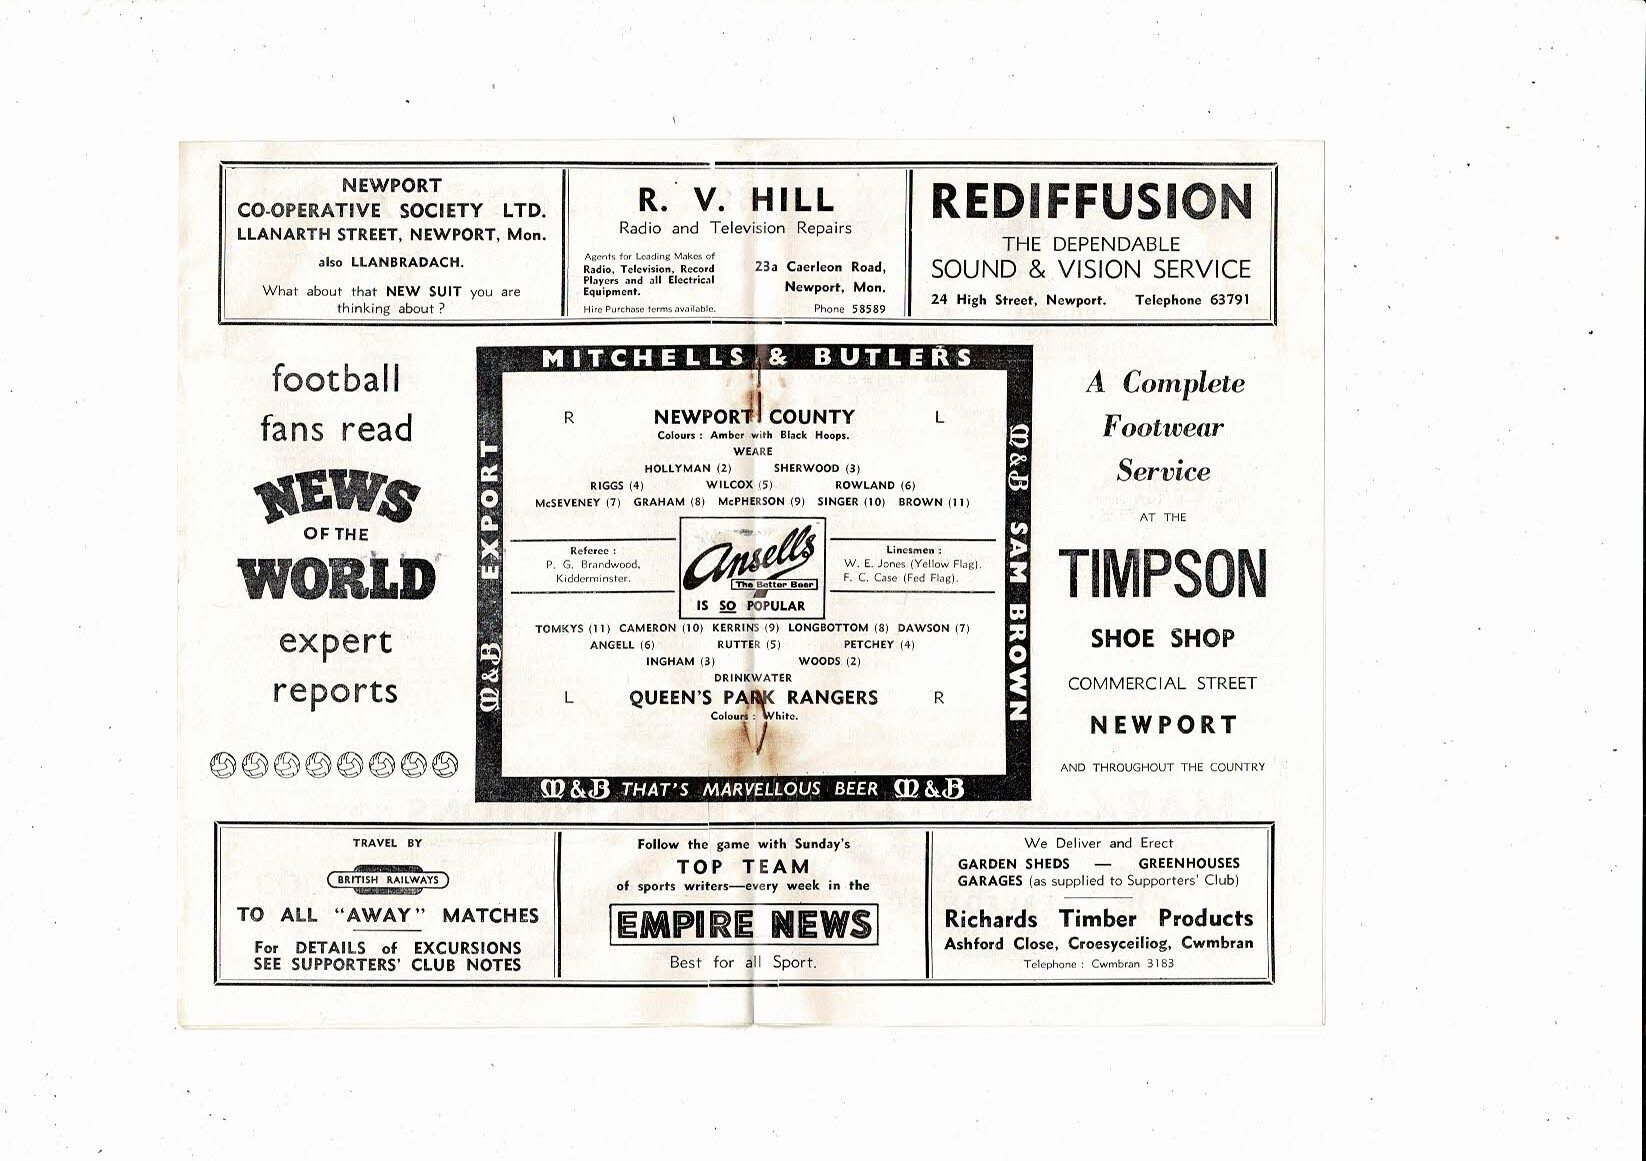 NEWPORT
CO-OPERATIVE SOCIETY LTD.
LLANARTH STREET, NEWPORT, Mon.
also LLANBRADACH.
What about that NEW SUIT you are
thinking about ?
R. V. HILL
Radio and Television Repairs
Agents for Leading Makes of
Radio, Television, Record
Players and all Electrical
Equipment.
Hire Purchase terms available.
23a Caerleon Road,
Newport, Mon.
Phone 58589
REDIFFUSION
THE DEPENDABLE
SOUND & VISION SERVICE
24 High Street, Newport. Telephone 63791
football
fans read
NEWS
OF THE
WORLD
expert
reports
MITCHELLS & BUTLERS
M&B EXPORT
R NEWPORT COUNTY L
Colours : Amber with Black Hoops.
WEARE
HOLLYMAN (2) SHERWOOD (3)
RIGGS (4) WILCOX (5) ROWLAND (6)
McSEVENEY (7) GRAHAM (8) McPHERSON (9) SINGER (10) BROWN (11)
Referee :
P. G. Brandwood,
Kidderminster.
Ansells
The Better Beer
IS SO POPULAR
Linesmen :
W. E. Jones (Yellow Flag).
F. C. Case (Fed Flag).
TOMKYS (11) CAMERON (10) KERRINS (9) LONGBOTTOM (8) DAWSON (7)
ANGELL (6) RUTTER (5) PETCHEY (4)
INGHAM (3) WOODS (2)
DRINKWATER
L QUEEN'S PARK RANGERS R
Colours : White.
M&B SAM BROWN
M&B THAT'S MARVELLOUS BEER M&B
A Complete
Footwear
Service
AT THE
TIMPSON
SHOE SHOP
COMMERCIAL STREET
NEWPORT
AND THROUGHOUT THE COUNTRY
TRAVEL BY
BRITISH RAILWAYS
TO ALL "AWAY" MATCHES
For DETAILS of EXCURSIONS
SEE SUPPORTERS' CLUB NOTES
Follow the game with Sunday's
TOP TEAM
of sports writers—every week in the
EMPIRE NEWS
Best for all Sport.
We Deliver and Erect
GARDEN SHEDS — GREENHOUSES
GARAGES (as supplied to Supporters' Club)
Richards Timber Products
Ashford Close, Croesyceiliog, Cwmbran
Telephone : Cwmbran 3183